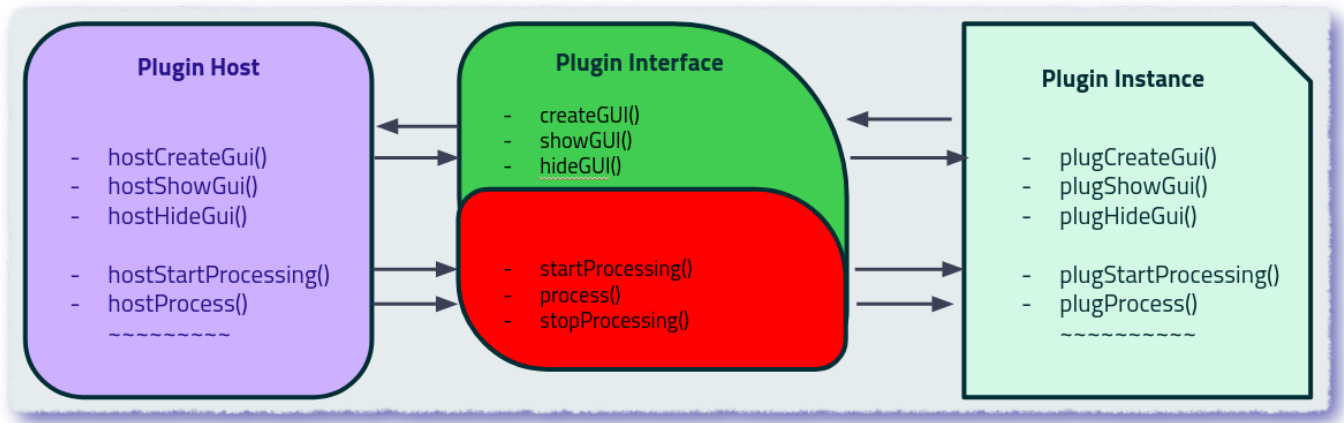 Plugin Host
- hostCreateGui()
- hostShowGui()
- hostHideGui()
- hostStartProcessing()
- hostProcess()
~~~~~~~~~
Plugin Interface
- createGUI()
- showGUI()
- hideGUI()
- startProcessing()
- process()
- stopProcessing()
Plugin Instance
- plugCreateGui()
- plugShowGui()
- plugHideGui()
- plugStartProcessing()
- plugProcess()
~~~~~~~~~~